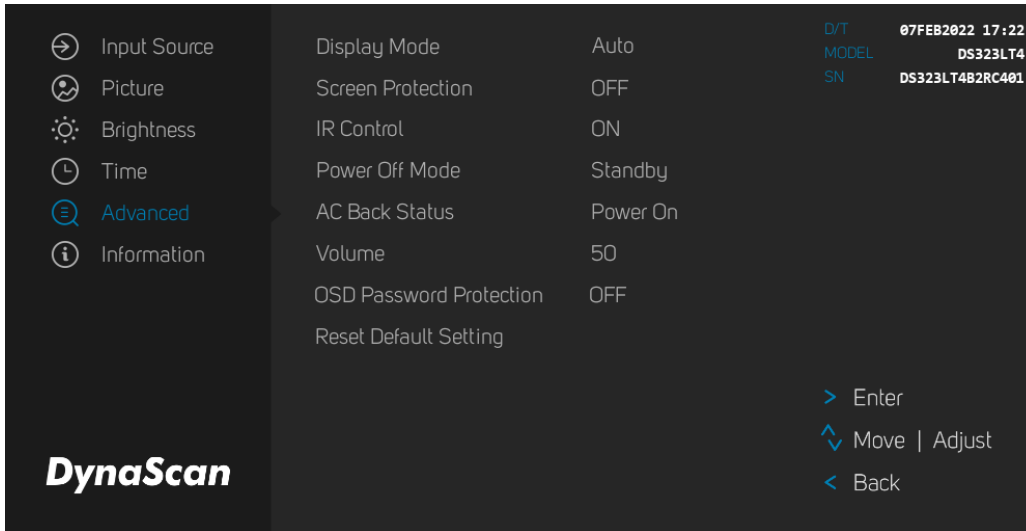 Input Source
Picture
Brightness
Time
Advanced
Information
DynaScan
Display Mode Auto
Screen Protection OFF
IR Control ON
Power Off Mode Standby
AC Back Status Power On
Volume 50
OSD Password Protection OFF
Reset Default Setting
D/T 07FEB2022 17:22
MODEL DS323LT4
SN DS323LT4B2RC401
> Enter
Move | Adjust
< Back